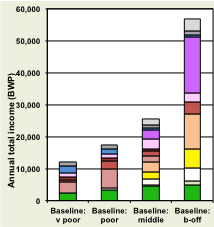 Annual total income (BWP)
60,000
50,000
40,000
30,000
20,000
10,000
0
Baseline: v poor
Baseline: poor
Baseline: middle
Baseline: b-off